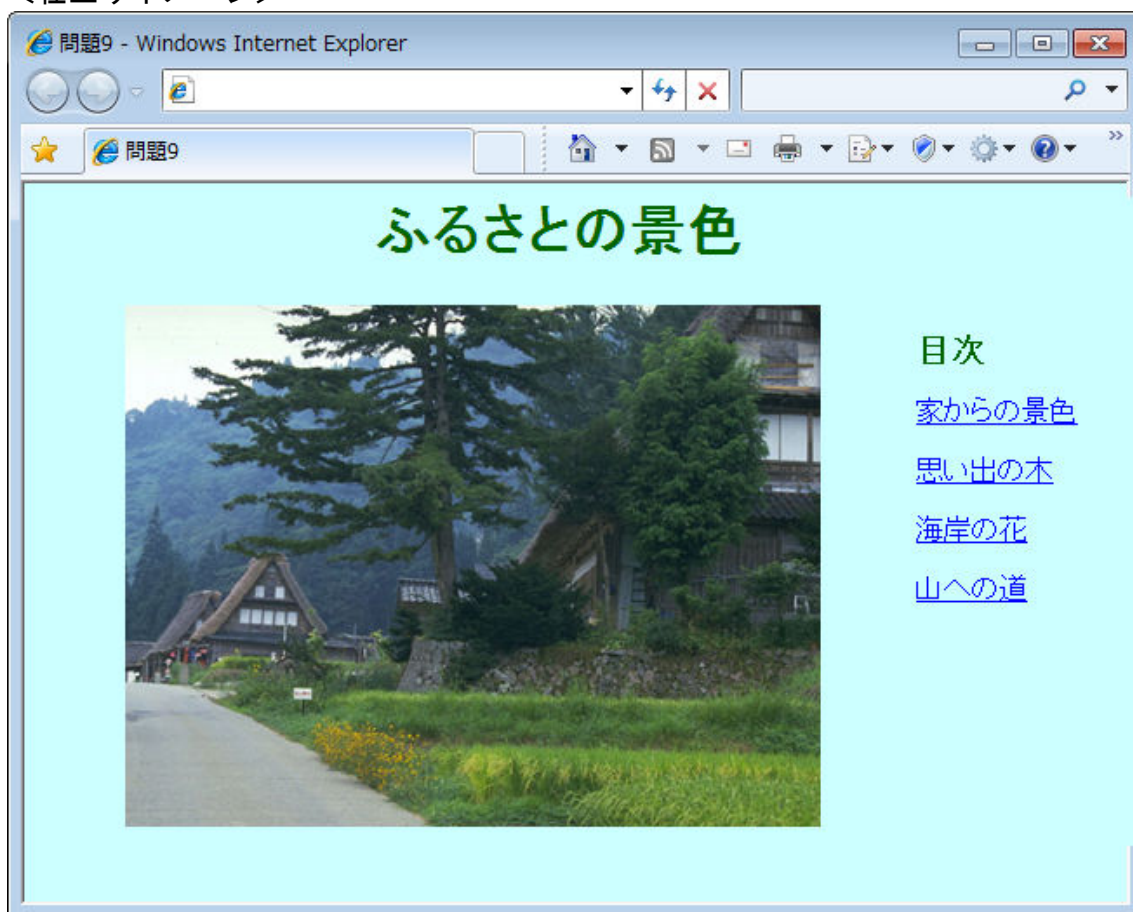 問題9 - Windows Internet Explorer
問題9
ふるさとの景色
目次
家からの景色
思い出の木
海岸の花
山への道